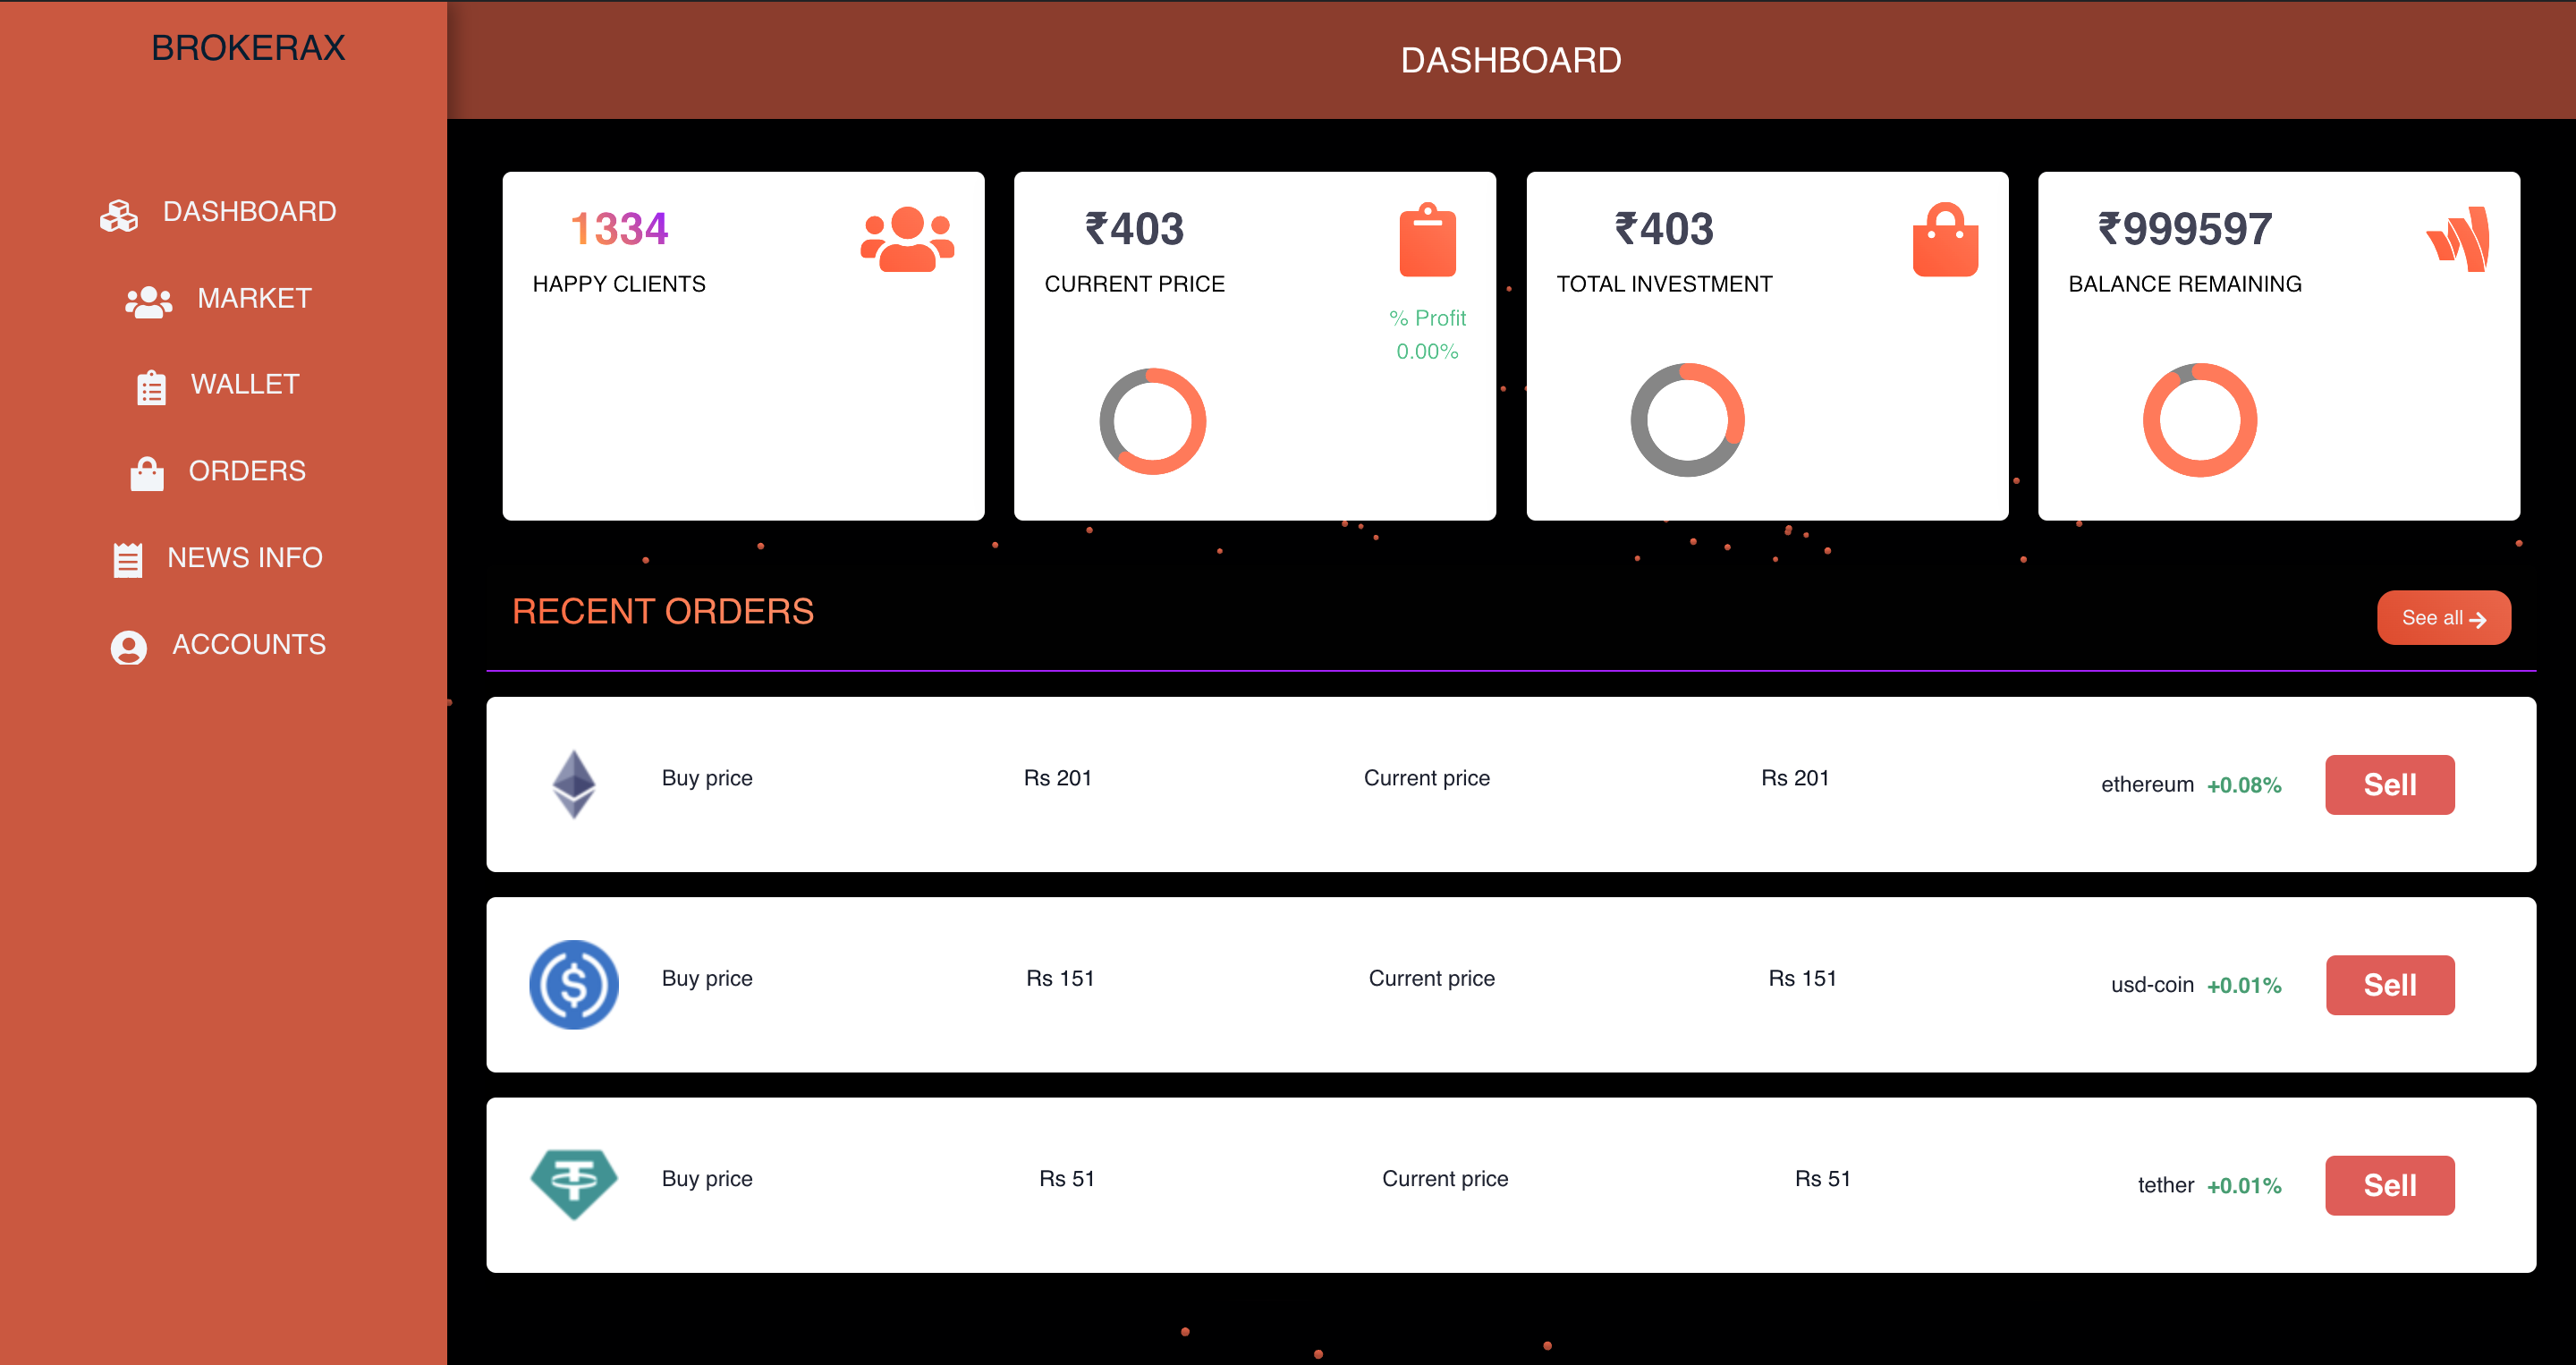 BROKERAX
DASHBOARD
MARKET
WALLET
ORDERS
NEWS INFO
ACCOUNTS
DASHBOARD
1334
HAPPY CLIENTS
₹403
CURRENT PRICE
% Profit
0.00%
₹403
TOTAL INVESTMENT
₹999597
BALANCE REMAINING
RECENT ORDERS
See all
Buy price Rs 201 Current price Rs 201 ethereum +0.08% Sell
Buy price Rs 151 Current price Rs 151 usd-coin +0.01% Sell
Buy price Rs 51 Current price Rs 51 tether +0.01% Sell